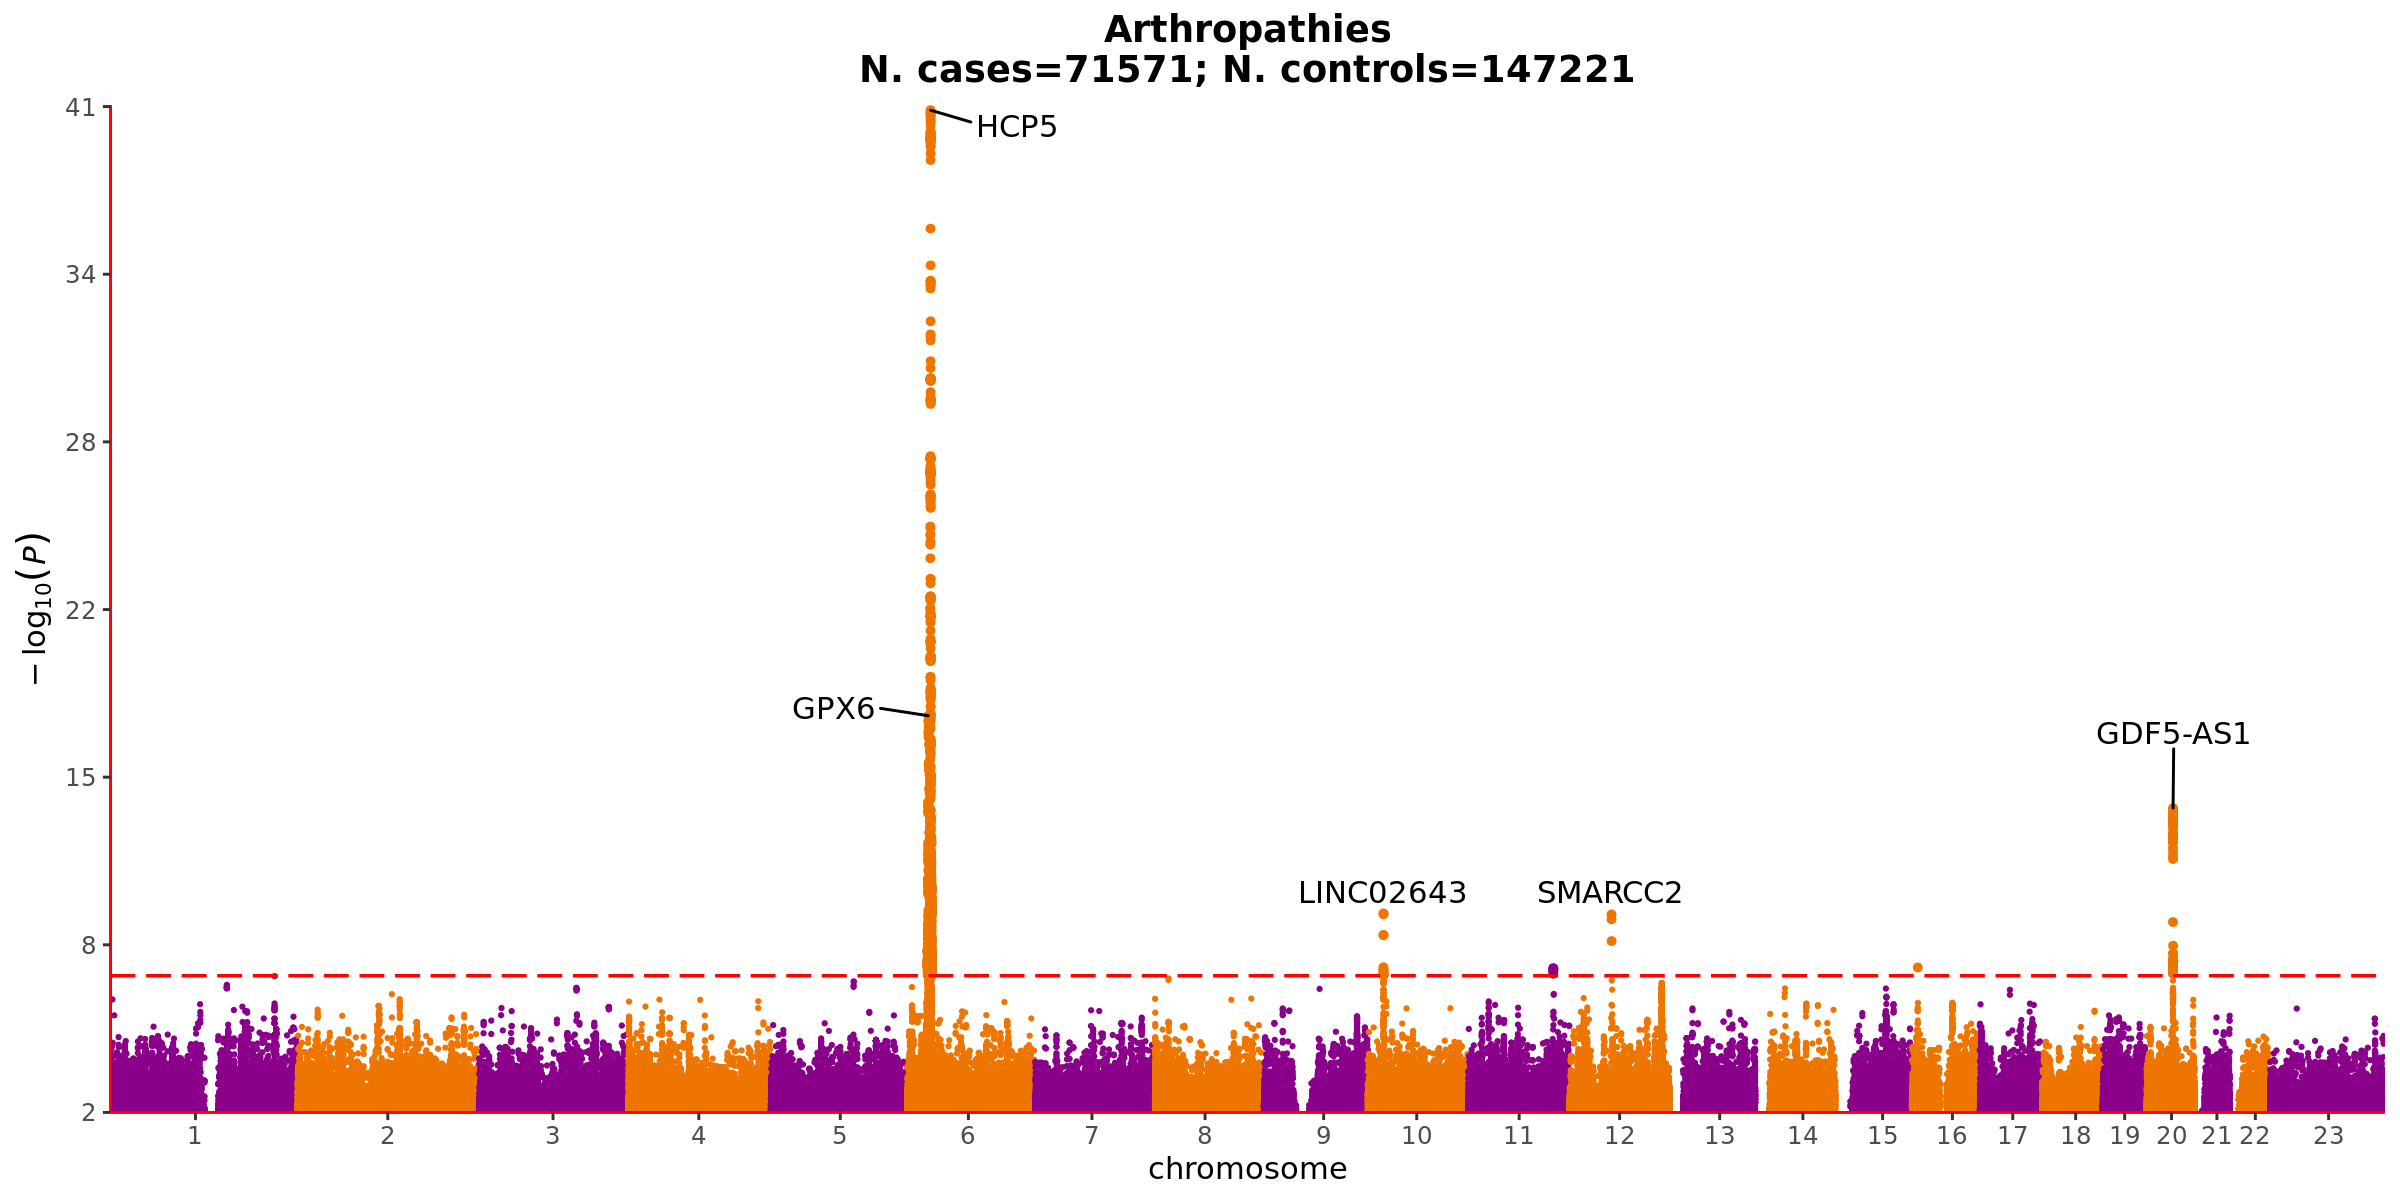 Arthropathies
N. cases=71571; N. controls=147221
41
HCP5
34
28
22
− log10(P)
GPX6
GDF5-AS1
15
LINC02643
SMARCC2
8
2
1 2 3 4 5 6 7 8 9 10 11 12 13 14 15 16 17 18 19 20 21 22 23
chromosome